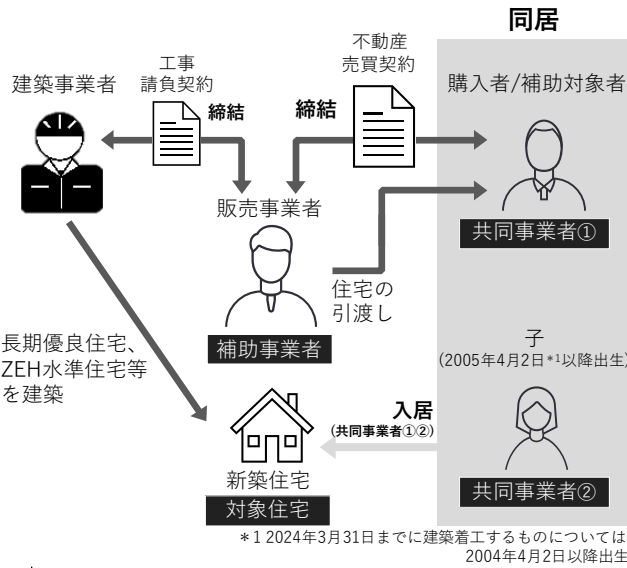 同居
工事
請負契約
不動産
売買契約
建築事業者
締結
締結
購入者/補助対象者
販売事業者
共同事業者①
住宅の
引渡し
補助事業者
長期優良住宅、
ZEH水準住宅等
を建築
子
(2005年4月2日*1以降出生)
入居
(共同事業者①②)
新築住宅
対象住宅
共同事業者②
*1 2024年3月31日までに建築着工するものについては
2004年4月2日以降出生